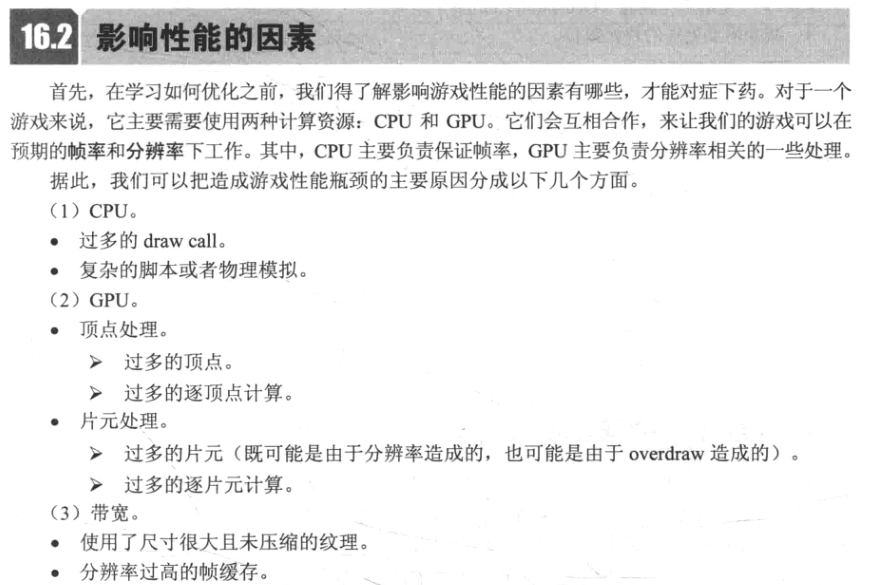 16.2 影响性能的因素
首先，在学习如何优化之前，我们得了解影响游戏性能的因素有哪些，才能对症下药。对于一个
游戏来说，它主要需要使用两种计算资源：CPU 和 GPU。它们会互相合作，来让我们的游戏可以在
预期的帧率和分辨率下工作。其中，CPU 主要负责保证帧率，GPU 主要负责分辨率相关的一些处理。
据此，我们可以把造成游戏性能瓶颈的主要原因分成以下几个方面。
（1）CPU。
• 过多的 draw call。
• 复杂的脚本或者物理模拟。
（2）GPU。
• 顶点处理。
➢ 过多的顶点。
➢ 过多的逐顶点计算。
• 片元处理。
➢ 过多的片元（既可能是由于分辨率造成的，也可能是由于 overdraw 造成的）。
➢ 过多的逐片元计算。
（3）带宽。
• 使用了尺寸很大且未压缩的纹理。
• 分辨率过高的帧缓存。